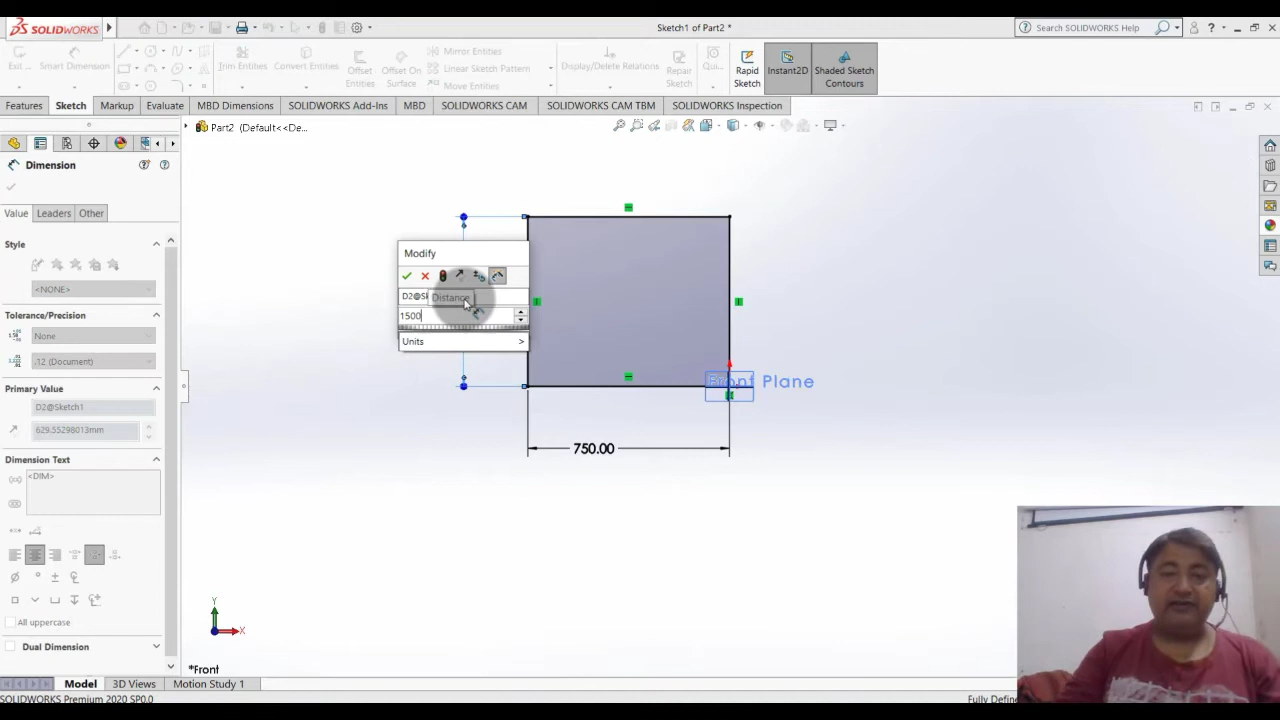 SOLIDWORKS
Sketch1 of Part2 *
Search SOLIDWORKS Help
Exit ...
Smart Dimension
Trim Entities
Convert Entities
Offset Entities
Offset On Surface
Mirror Entities
Linear Sketch Pattern
Move Entities
Display/Delete Relations
Repair Sketch
Qui...
Rapid Sketch
Instant2D
Shaded Sketch Contours
Features
Sketch
Markup
Evaluate
MBD Dimensions
SOLIDWORKS Add-Ins
MBD
SOLIDWORKS CAM
SOLIDWORKS CAM TBM
SOLIDWORKS Inspection
Part2 (Default<<De...
Dimension
Value
Leaders
Other
Style
<NONE>
Tolerance/Precision
None
.12 (Document)
Primary Value
D2@Sketch1
629.55298013mm
Dimension Text
<DIM>
All uppercase
Dual Dimension
Modify
D2@Sk
Distance
1500
Units
>
Front Plane
750.00
Y
X
*Front
Model
3D Views
Motion Study 1
SOLIDWORKS Premium 2020 SP0.0
Fully Define